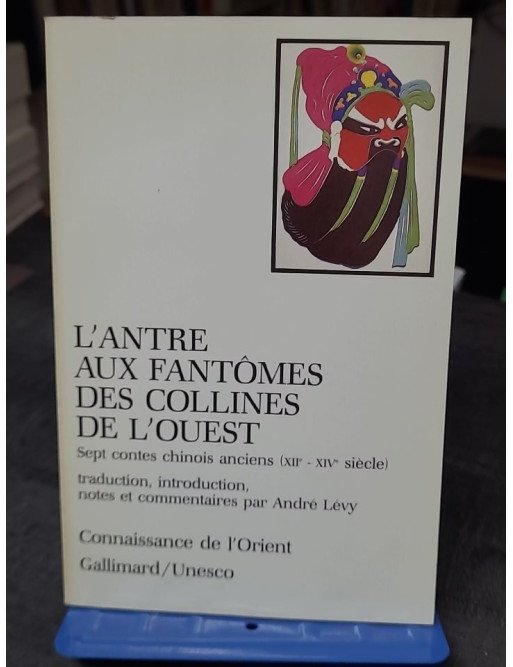 L'ANTRE
AUX FANTÔMES
DES COLLINES
DE L'OUEST
Sept contes chinois anciens (XIIᵉ - XIVᵉ siècle)
traduction, introduction,
notes et commentaires par André Lévy
Connaissance de l'Orient
Gallimard/Unesco